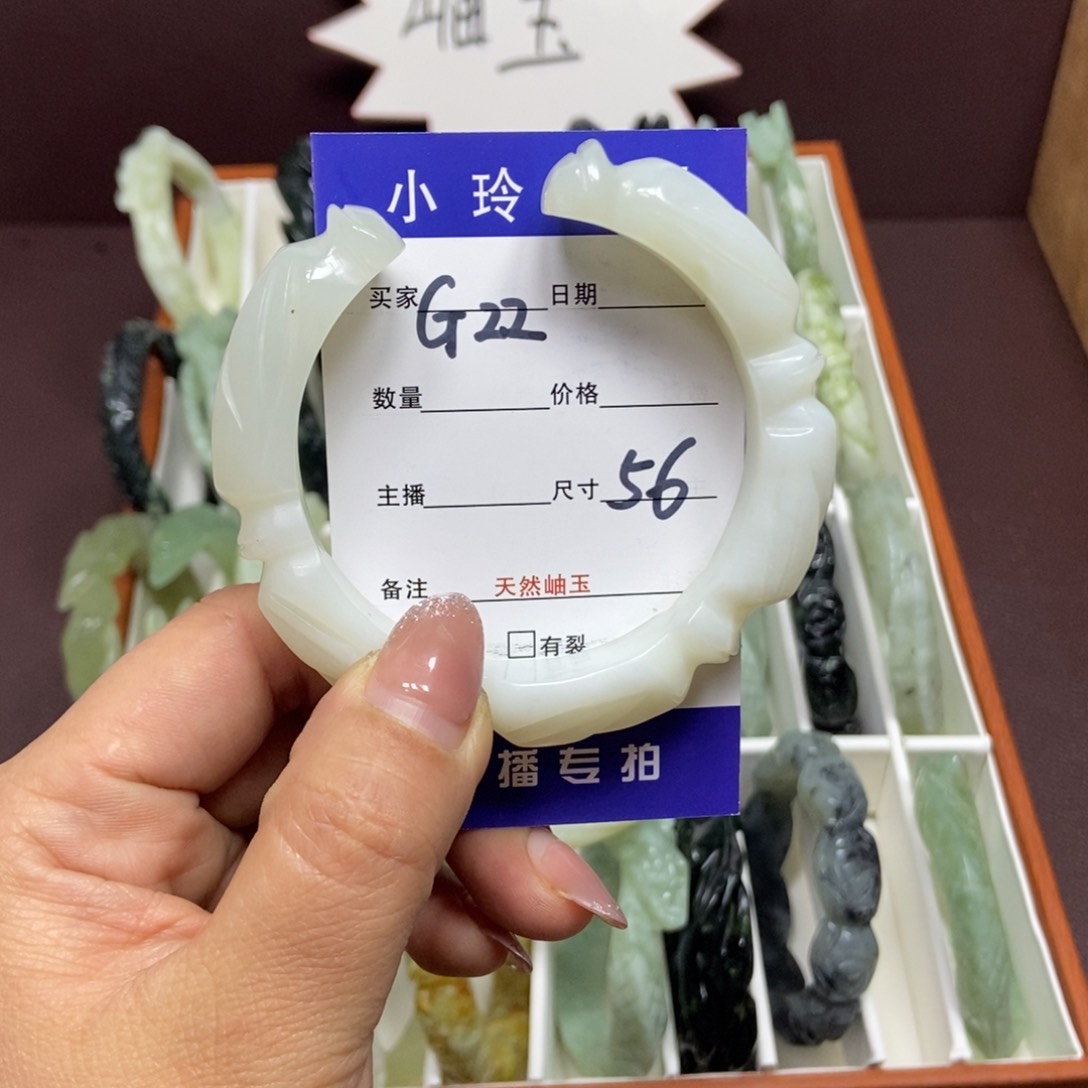 岫玉
小玲
买家 G22 日期
数量 价格
主播 尺寸 56
备注 天然岫玉
有裂
播专拍